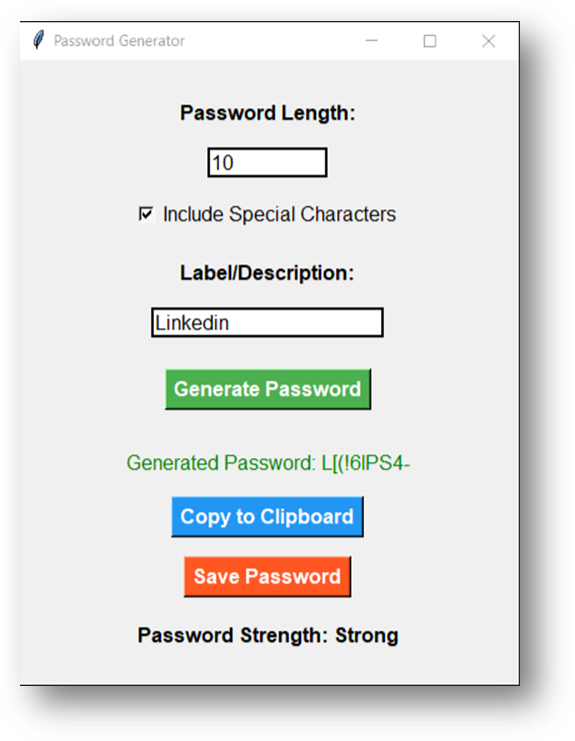 Password Generator
Password Length:
10
Include Special Characters
Label/Description:
Linkedin
Generate Password
Generated Password: L[(!6lPS4-
Copy to Clipboard
Save Password
Password Strength: Strong